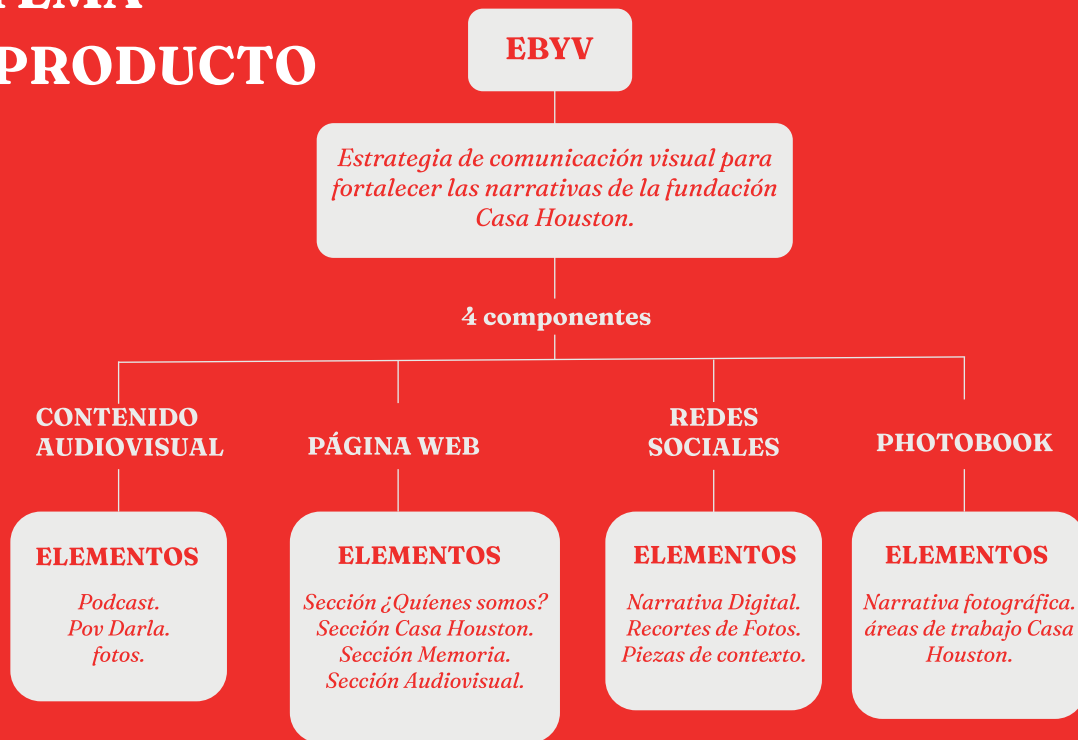 PRODUCTO
EBYV
Estrategia de comunicación visual para
fortalecer las narrativas de la fundación
Casa Houston.
4 componentes
CONTENIDO
AUDIOVISUAL
PÁGINA WEB
REDES
SOCIALES
PHOTOBOOK
ELEMENTOS
Podcast.
Pov Darla.
fotos.
ELEMENTOS
Sección ¿Quíenes somos?
Sección Casa Houston.
Sección Memoria.
Sección Audiovisual.
ELEMENTOS
Narrativa Digital.
Recortes de Fotos.
Piezas de contexto.
ELEMENTOS
Narrativa fotográfica.
áreas de trabajo Casa
Houston.